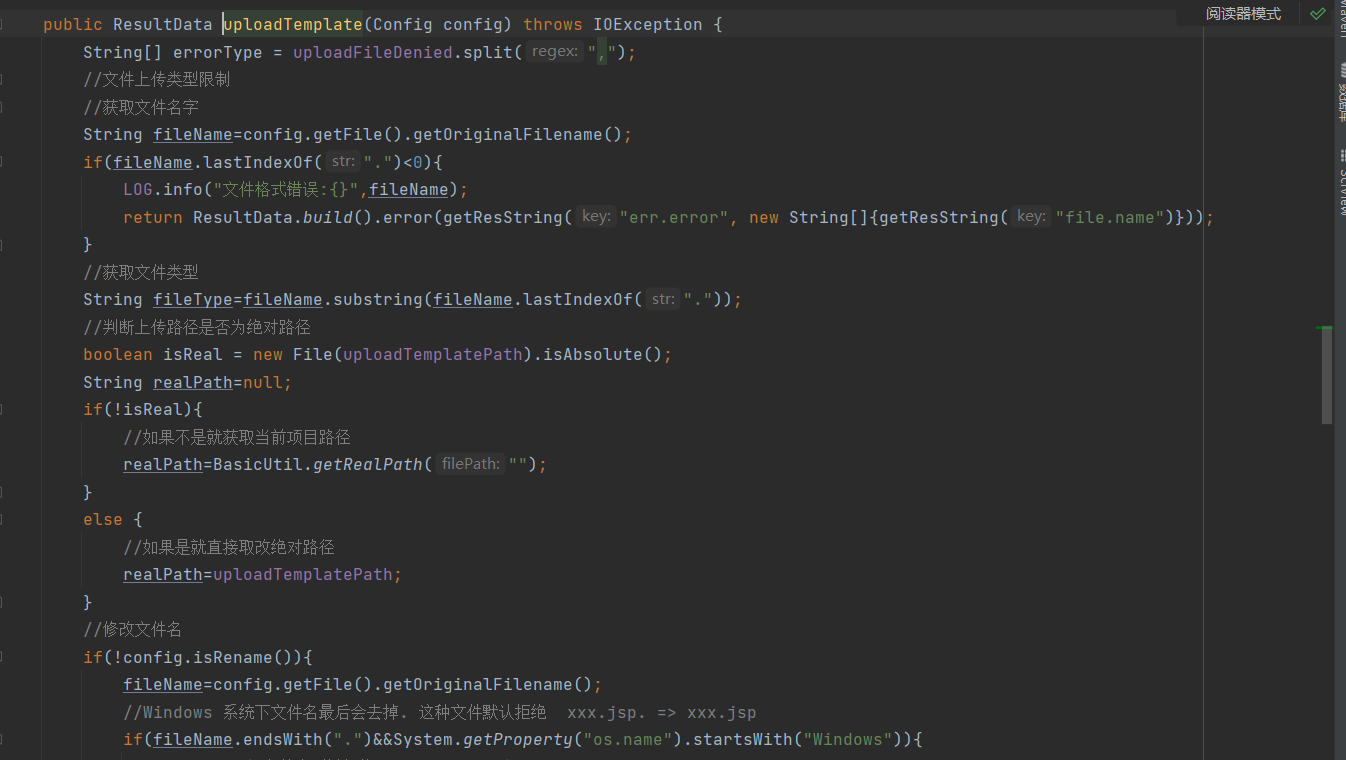 阅读器模式
public ResultData uploadTemplate(Config config) throws IOException {
String[] errorType = uploadFileDenied.split( regex: ",");
//文件上传类型限制
//获取文件名字
String fileName=config.getFile().getOriginalFilename();
if(fileName.lastIndexOf( str: ".")<0){
LOG.info("文件格式错误:{}",fileName);
return ResultData.build().error(getResString( key: "err.error", new String[]{getResString( key: "file.name")}));
}
//获取文件类型
String fileType=fileName.substring(fileName.lastIndexOf( str: "."));
//判断上传路径是否为绝对路径
boolean isReal = new File(uploadTemplatePath).isAbsolute();
String realPath=null;
if(!isReal){
//如果不是就获取当前项目路径
realPath=BasicUtil.getRealPath( filePath: "");
}
else {
//如果是就直接取改绝对路径
realPath=uploadTemplatePath;
}
//修改文件名
if(!config.isRename()){
fileName=config.getFile().getOriginalFilename();
//Windows 系统下文件名最后会去掉. 这种文件默认拒绝  xxx.jsp. => xxx.jsp
if(fileName.endsWith(".")&&System.getProperty("os.name").startsWith("Windows")){
Maven
数据库
SciView